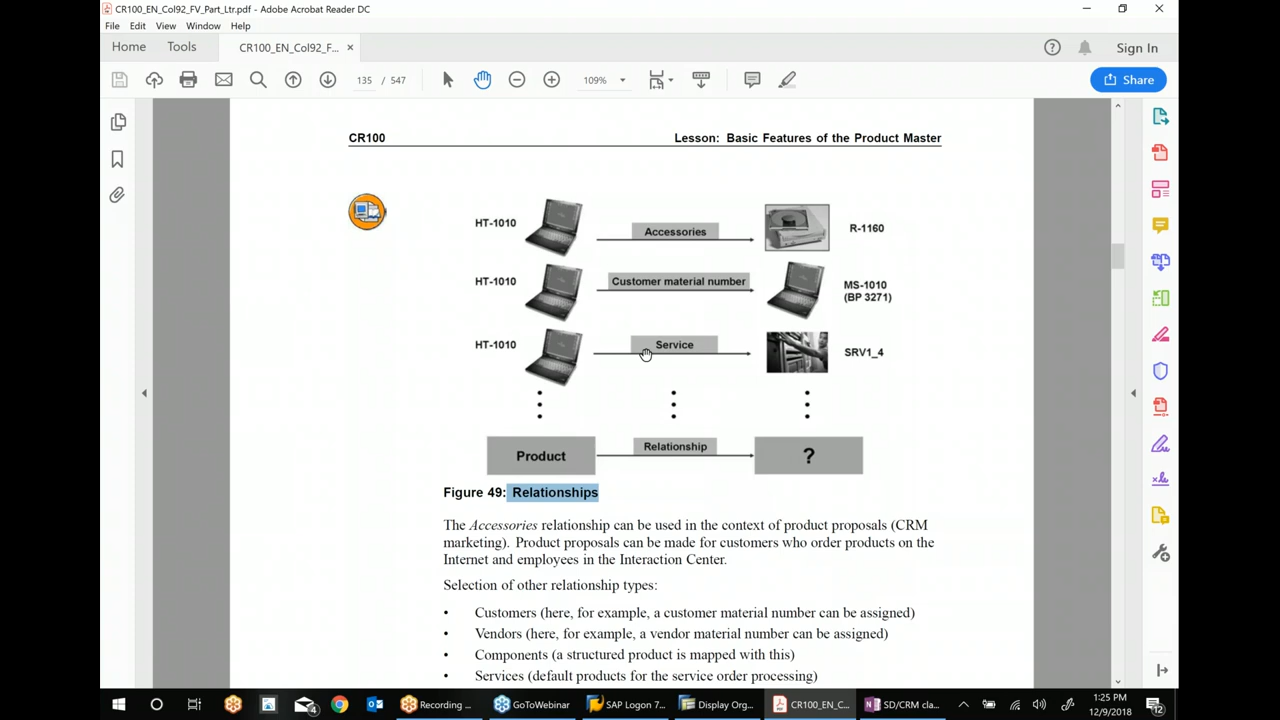 CR100_EN_Col92_FV_Part_Ltr.pdf - Adobe Acrobat Reader DC
File Edit View Window Help
Home Tools CR100_EN_Col92_F... × Sign In
135 / 547 109% Share
CR100 Lesson: Basic Features of the Product Master
HT-1010 Accessories R-1160
HT-1010 Customer material number MS-1010
(BP 3271)
HT-1010 Service SRV1_4
Product Relationship ?
Figure 49: Relationships
The Accessories relationship can be used in the context of product proposals (CRM
marketing). Product proposals can be made for customers who order products on the
Internet and employees in the Interaction Center.
Selection of other relationship types:
• Customers (here, for example, a customer material number can be assigned)
• Vendors (here, for example, a vendor material number can be assigned)
• Components (a structured product is mapped with this)
• Services (default products for the service order processing)
4 Recording ... GoToWebinar SAP Logon 7... Display Org... CR100_EN_C... SD/CRM cla... 1:25 PM
12/9/2018 12